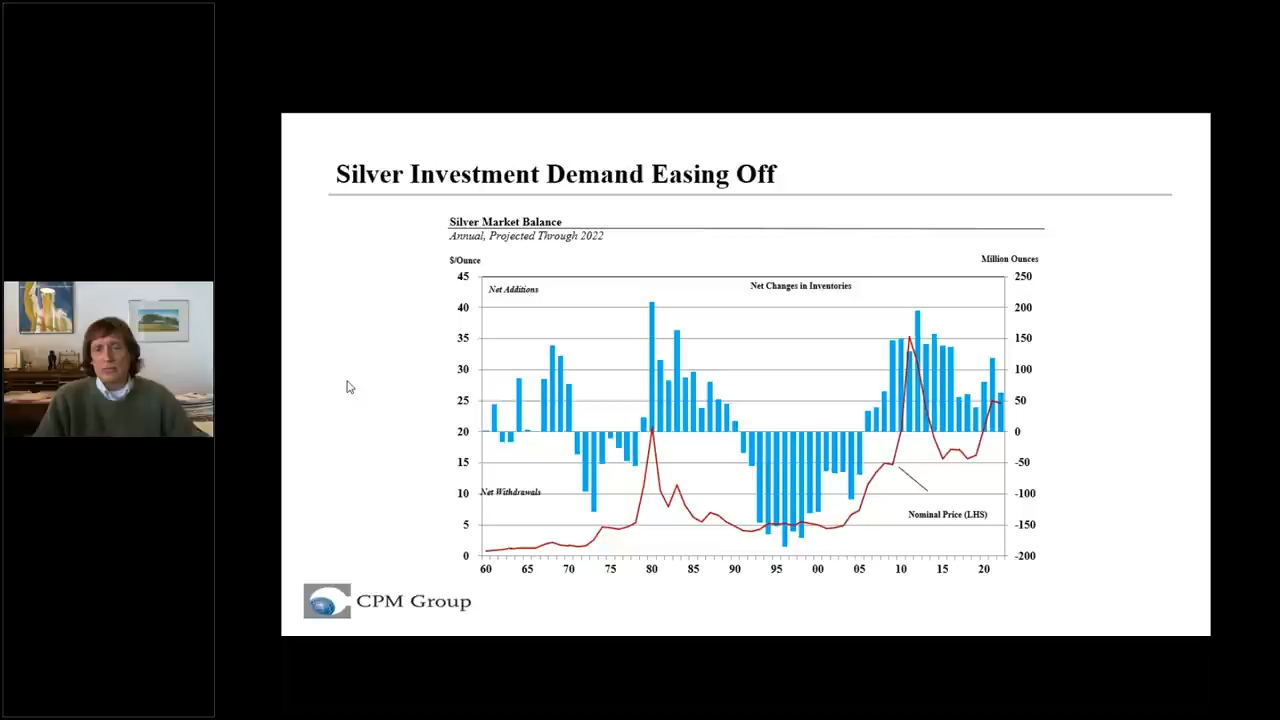 Silver Investment Demand Easing Off
Silver Market Balance
Annual, Projected Through 2022
$/Ounce
Million Ounces
45
250
Net Additions
Net Changes in Inventories
40
200
35
150
30
100
25
50
20
0
15
-50
10
-100
Net Withdrawals
Nominal Price (LHS)
5
-150
0
-200
60 65 70 75 80 85 90 95 00 05 10 15 20
CPM Group